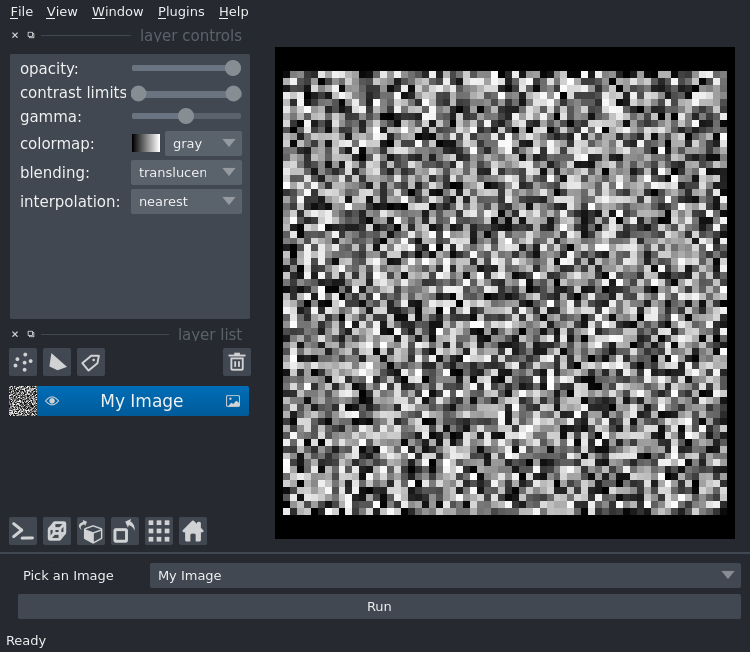 File View Window Plugins Help
layer controls
opacity:
contrast limits
gamma:
colormap: gray
blending: translucen
interpolation: nearest
layer list
My Image
Pick an Image My Image
Run
Ready